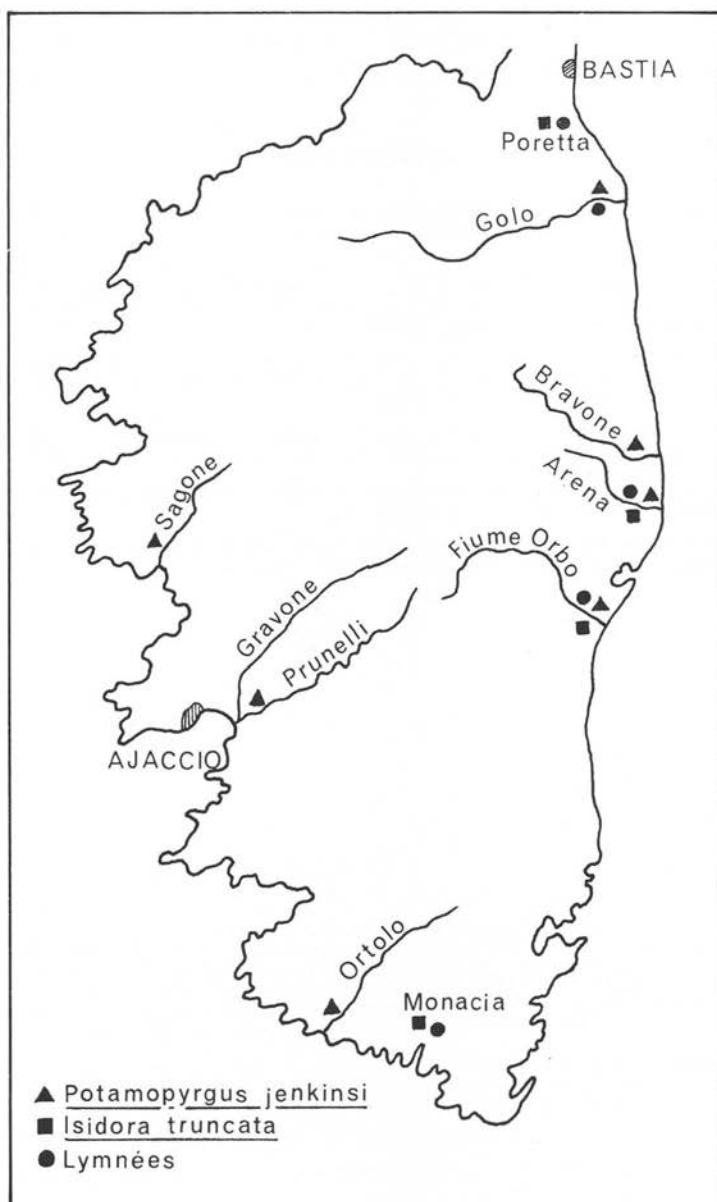 BASTIA
Poretta
Golo
Bravone
Arena
Fiume Orbo
Sagone
Gravone
Prunelli
AJACCIO
Ortolo
Monacia
Potamopyrgus jenkinsi
Isidora truncata
Lymnées